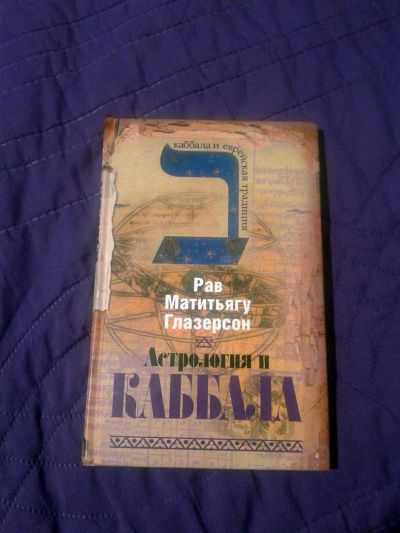 каббала и еврейская традиция
ב
Рав
Матитьягу
Глазерсон
Астрология и
КАББАЛА